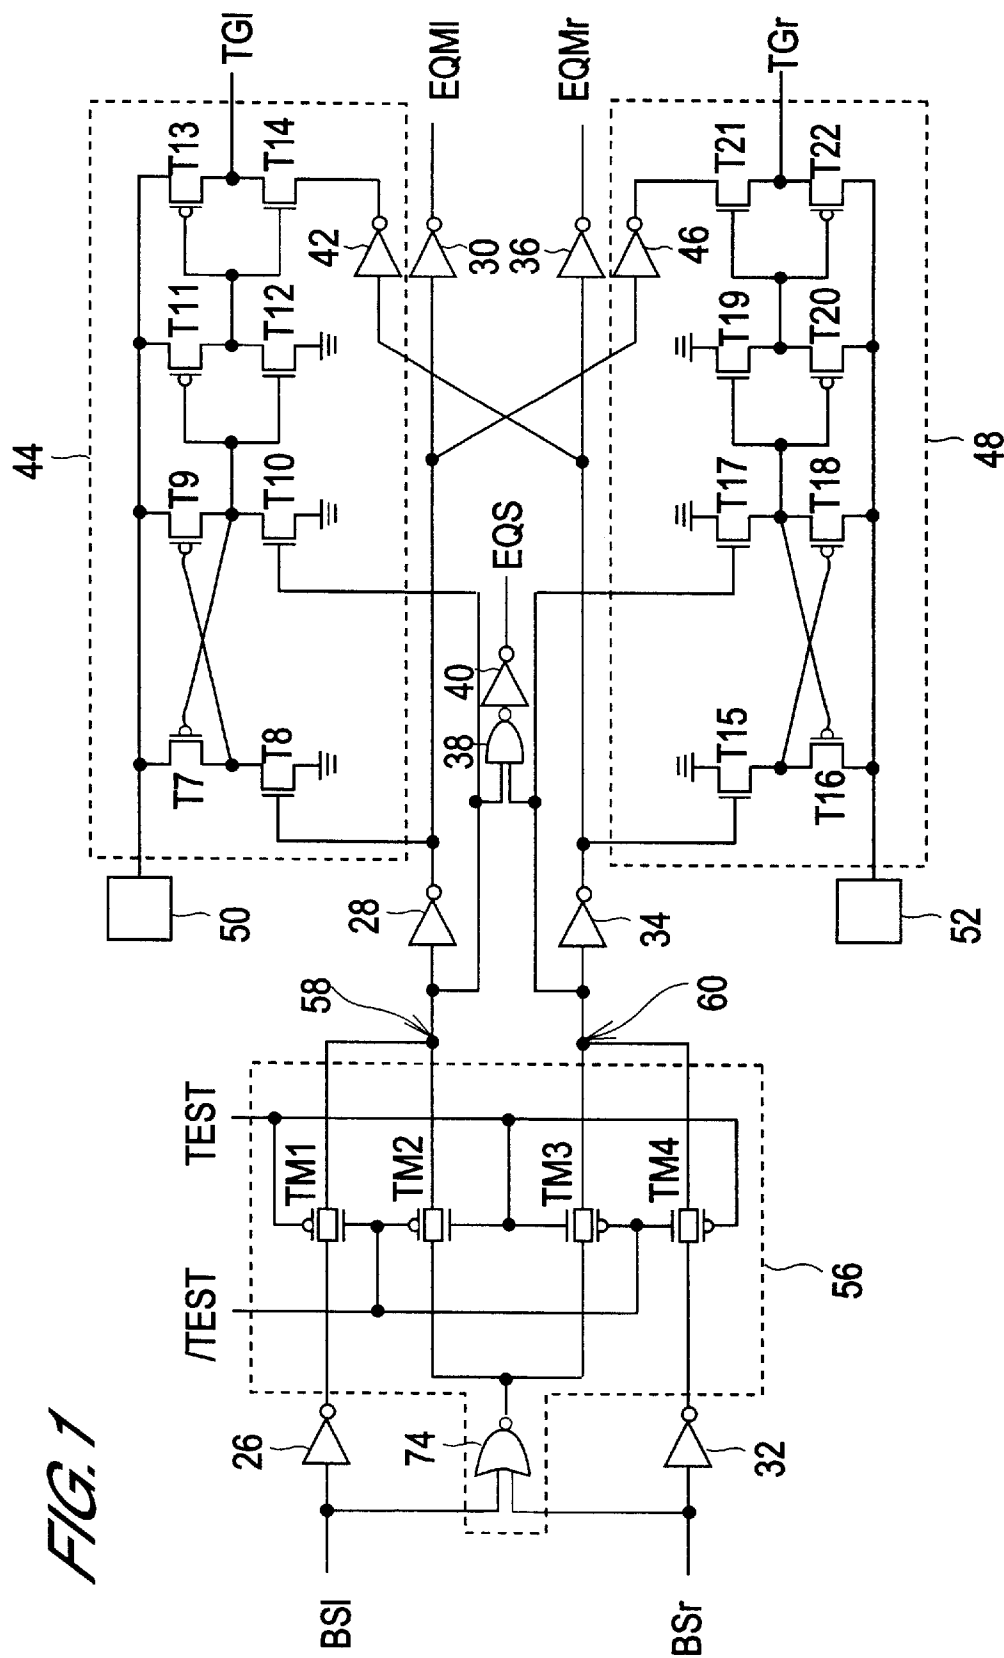 FIG. 1
BSl
BSr
26
74
32
/TEST
TEST
TM1
TM2
TM3
TM4
56
58
60
28
34
50
52
44
T7
T8
T9
T10
T11
T12
T13
T14
TGl
42
30
EQMl
36
EQMr
46
38
40
EQS
T15
T16
T17
T18
T19
T20
T21
T22
TGr
48